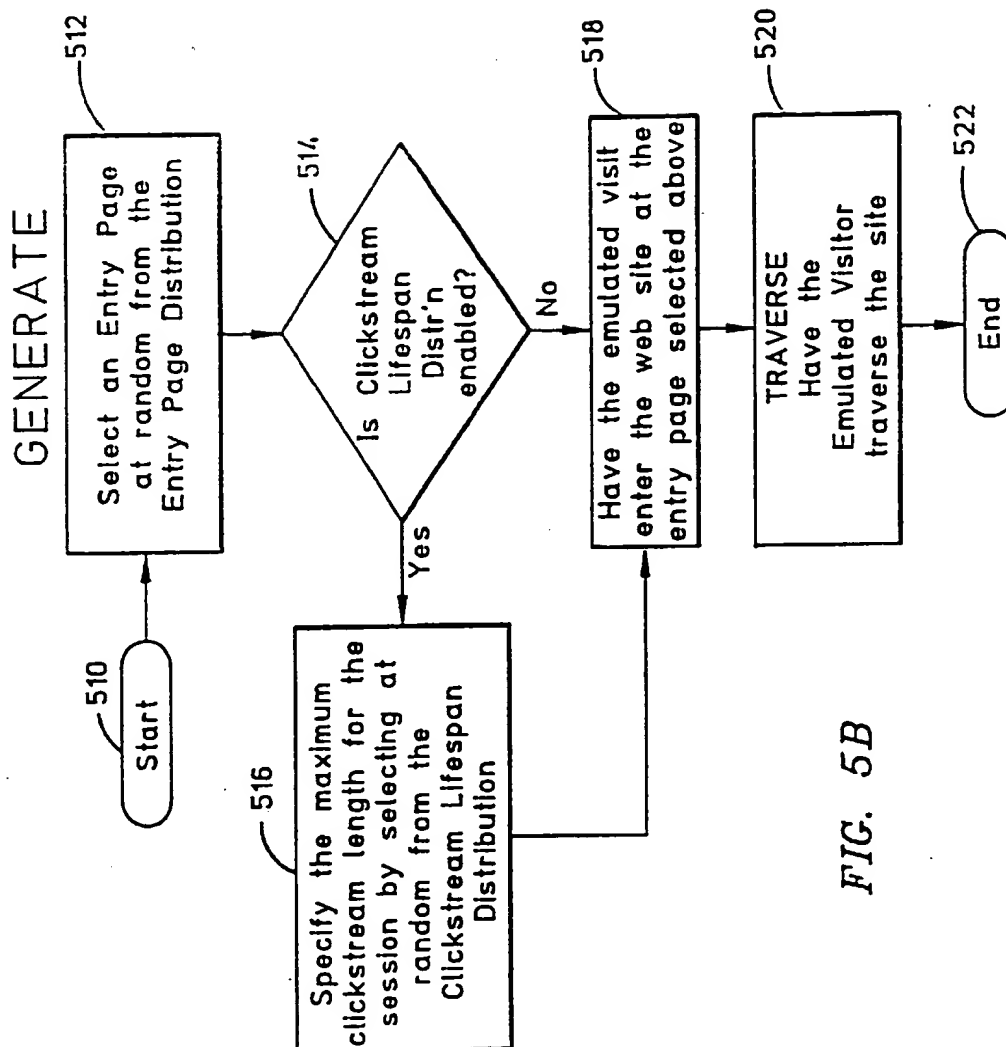 GENERATE
510
Start
512
Select an Entry Page
at random from the
Entry Page Distribution
514
Is Clickstream
Lifespan
Distr'n
enabled?
Yes
No
516
Specify the maximum
clickstream length for the
session by selecting at
random from the
Clickstream Lifespan
Distribution
518
Have the emulated visit
enter the web site at the
entry page selected above
520
TRAVERSE
Have the
Emulated Visitor
traverse the site
522
End
FIG. 5B